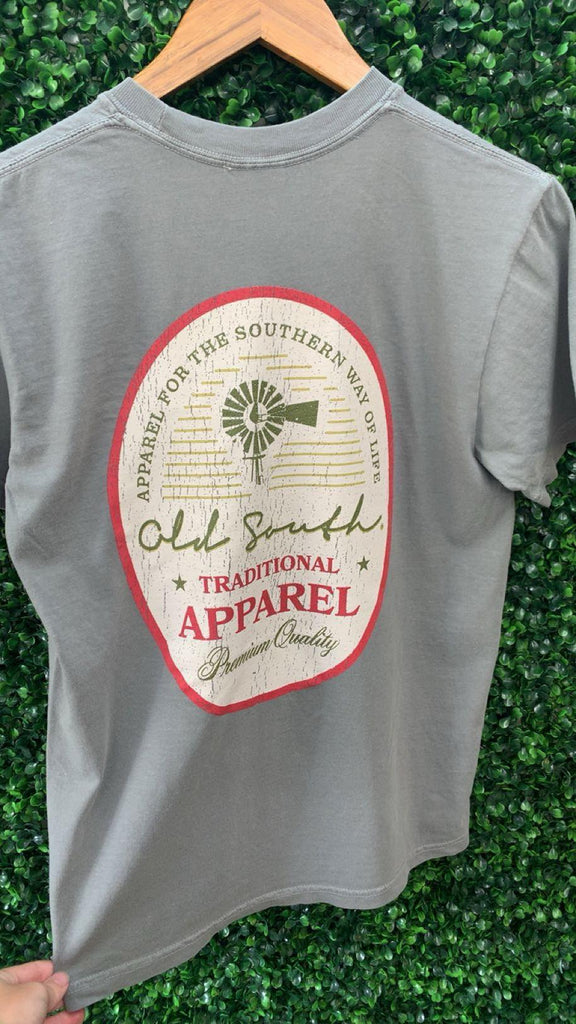 APPAREL FOR THE SOUTHERN WAY OF LIFE
Old South
TRADITIONAL
APPAREL
Premium Quality